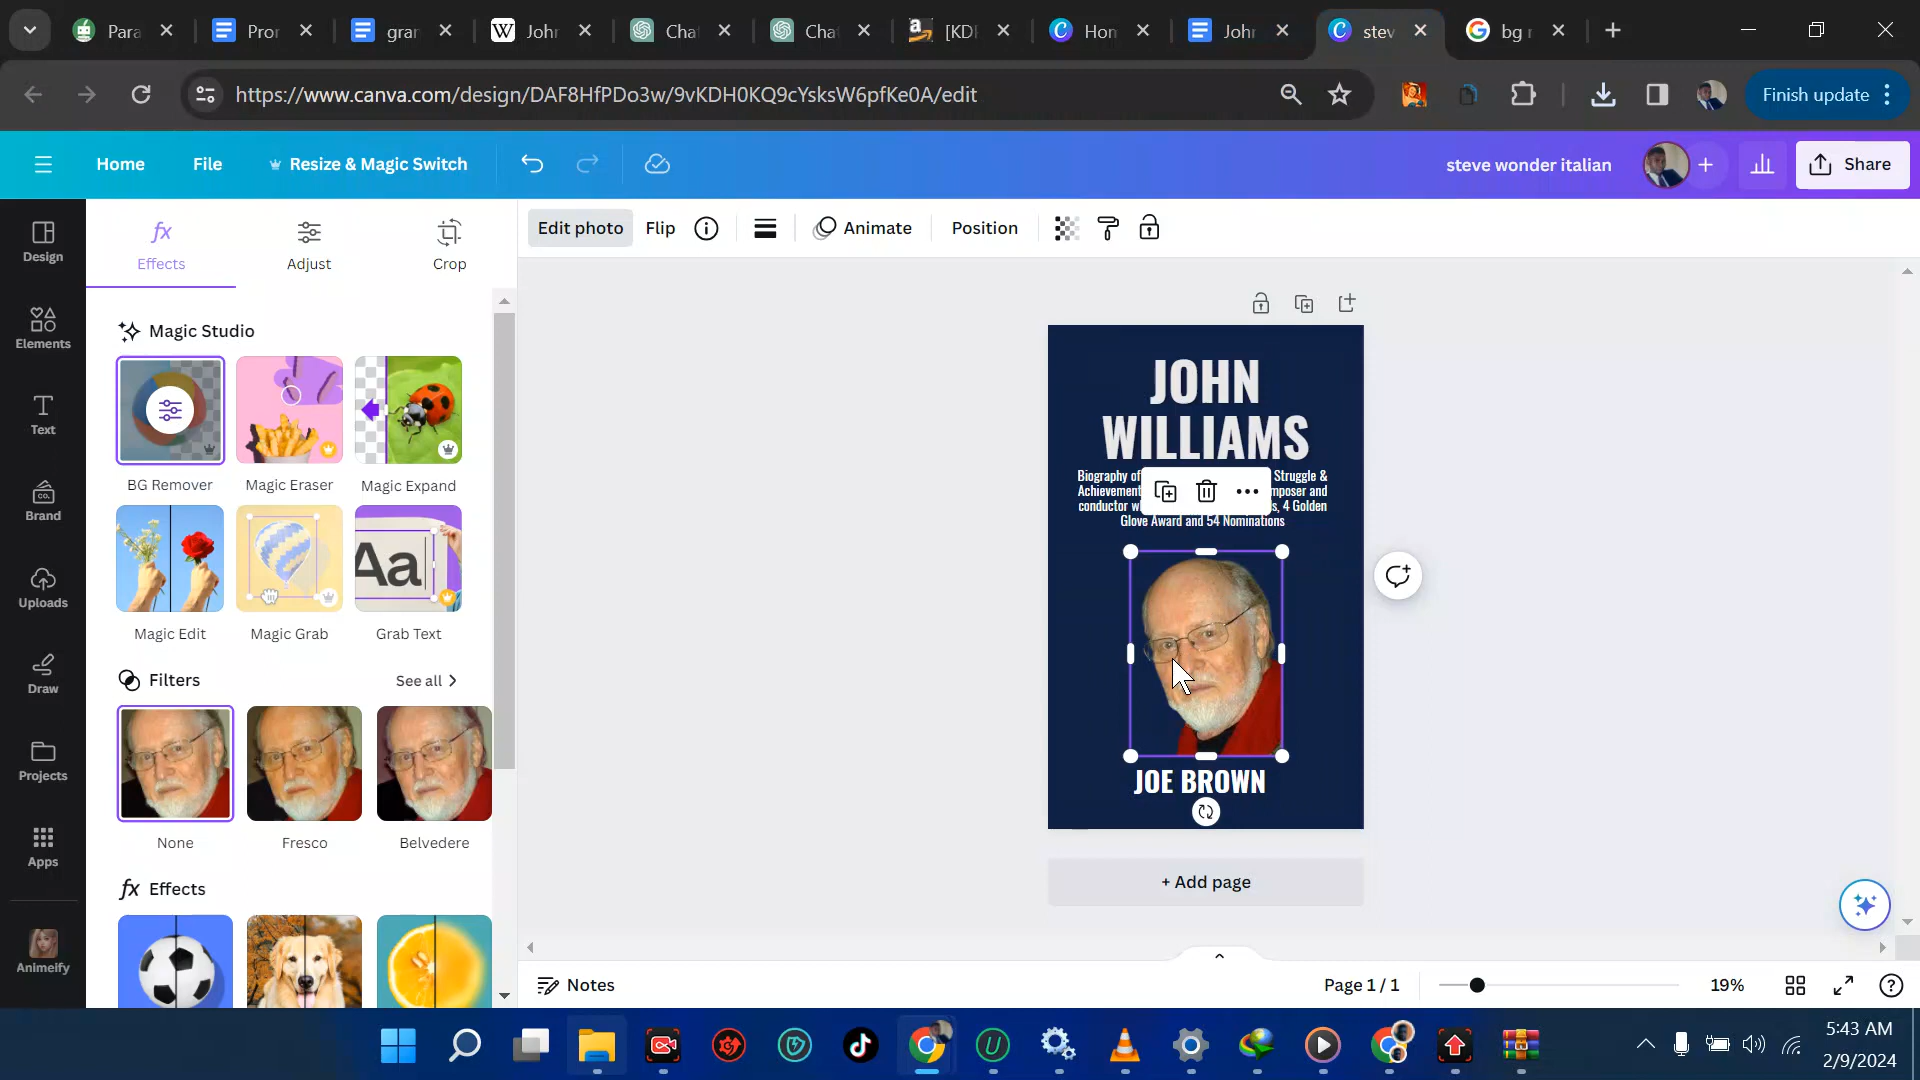 Para
Pror
grar
John
Cha
Cha
[KD
Hon
John
stev
bg r
https://www.canva.com/design/DAF8HfPDo3w/9vKDH0KQ9cYsksW6pfKe0A/edit
Finish update
Home
File
Resize & Magic Switch
steve wonder italian
Share
Design
Elements
Text
Brand
Uploads
Draw
Projects
Apps
Animeify
Effects
Adjust
Crop
Edit photo
Flip
Animate
Position
Magic Studio
BG Remover
Magic Eraser
Magic Expand
Aa
Magic Edit
Magic Grab
Grab Text
Filters
See all
None
Fresco
Belvedere
Effects
JOHN
WILLIAMS
Biography of Struggle &
Achievement mposer and
conductor w s, 4 Golden
Glove Award and 54 Nominations
JOE BROWN
+ Add page
Notes
Page 1 / 1
19%
5:43 AM
2/9/2024